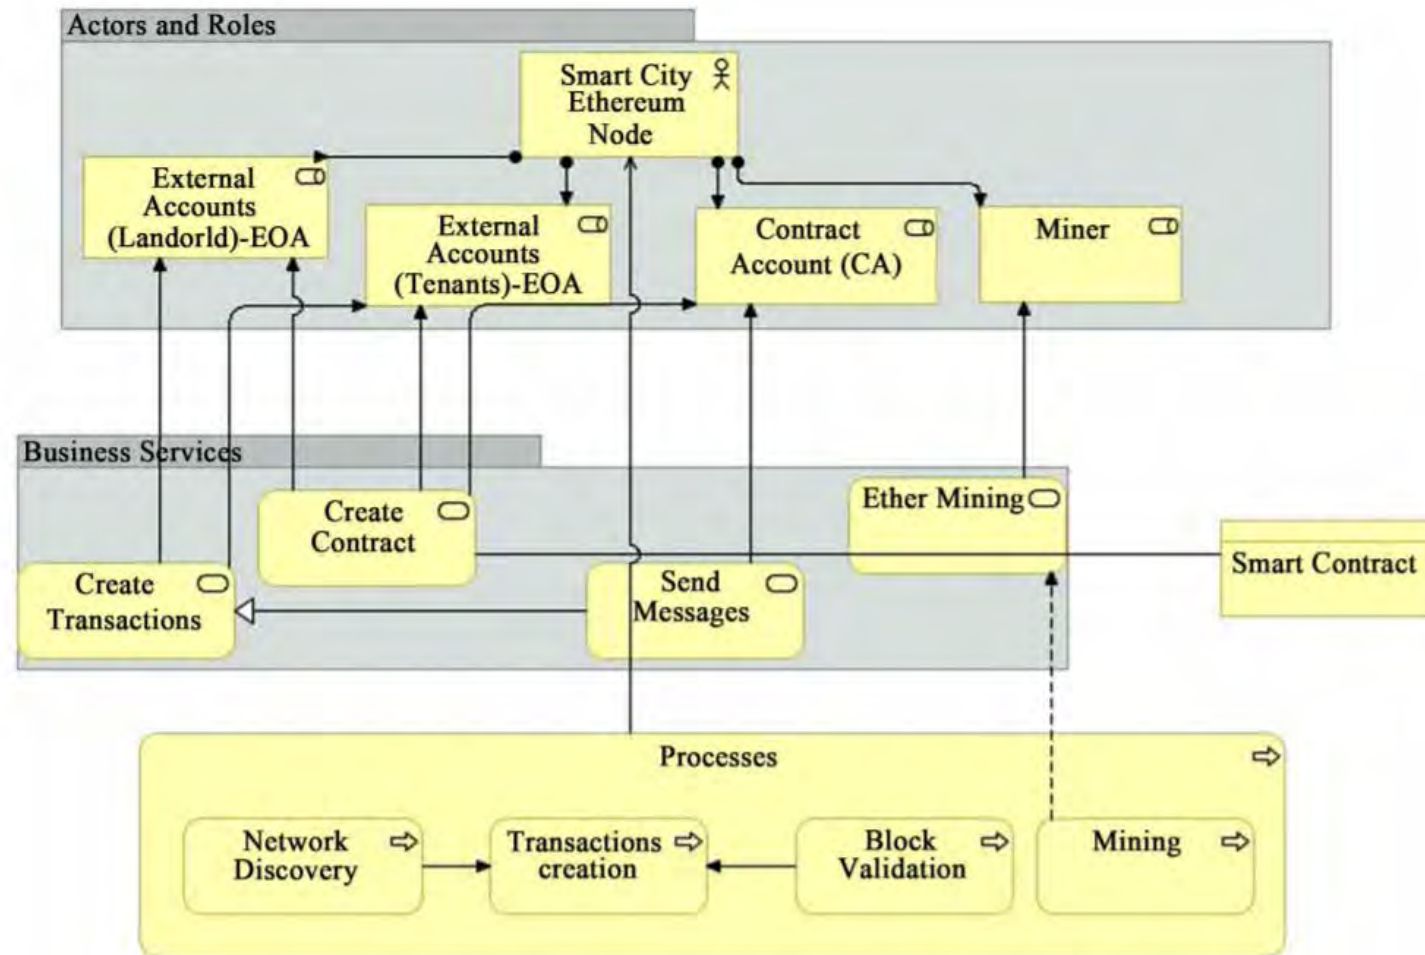 Actors and Roles
Smart City
Ethereum
Node
External
Accounts
(Landorld)-EOA
External
Accounts
(Tenants)-EOA
Contract
Account (CA)
Miner
Business Services
Create
Contract
Ether Mining
Smart Contract
Create
Transactions
Send
Messages
Processes
Network
Discovery
Transactions
creation
Block
Validation
Mining